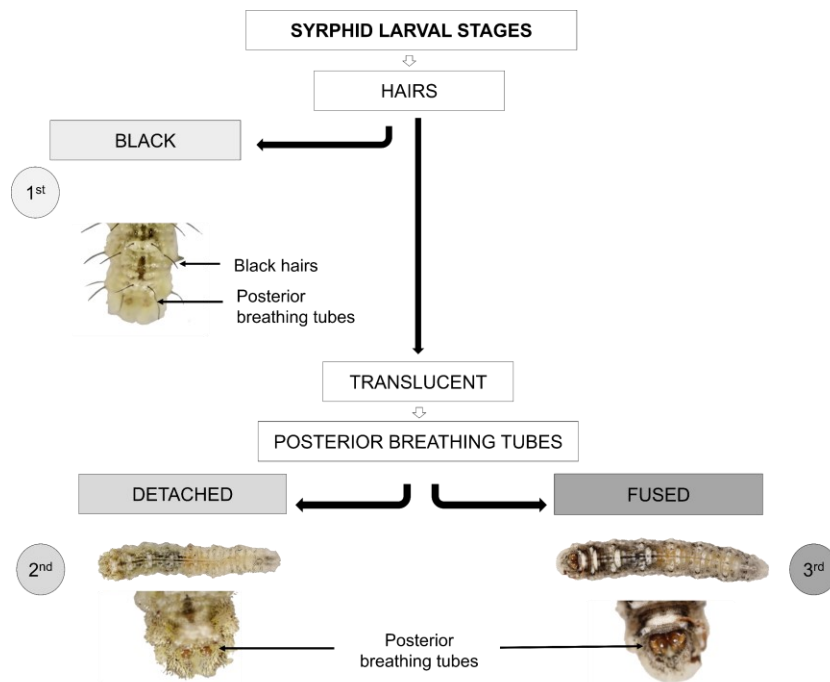 SYRPHID LARVAL STAGES
HAIRS
BLACK
1st
Black hairs
Posterior
breathing tubes
TRANSLUCENT
POSTERIOR BREATHING TUBES
DETACHED
FUSED
2nd
3rd
Posterior
breathing tubes